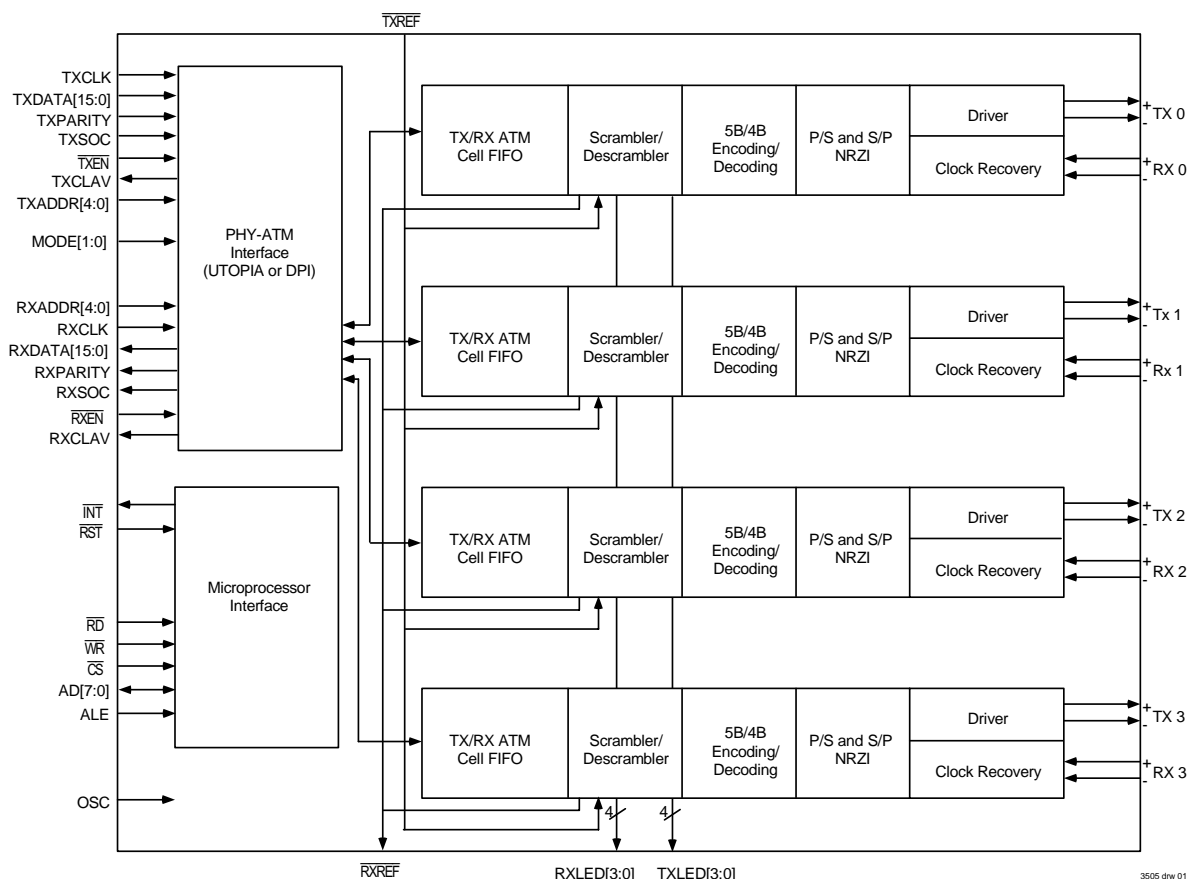 TXREF
TXCLK
TXDATA[15:0]
TXPARITY
TXSOC
TXEN
TXCLAV
TXADDR[4:0]
MODE[1:0]
RXADDR[4:0]
RXCLK
RXDATA[15:0]
RXPARITY
RXSOC
RXEN
RXCLAV
PHY-ATM
Interface
(UTOPIA or DPI)
INT
RST
RD
WR
CS
AD[7:0]
ALE
OSC
Microprocessor
Interface
TX/RX ATM
Cell FIFO
Scrambler/
Descrambler
5B/4B
Encoding/
Decoding
P/S and S/P
NRZI
Driver
Clock Recovery
+
-
TX 0
+
-
RX 0
TX/RX ATM
Cell FIFO
Scrambler/
Descrambler
5B/4B
Encoding/
Decoding
P/S and S/P
NRZI
Driver
Clock Recovery
+
-
Tx 1
+
-
Rx 1
TX/RX ATM
Cell FIFO
Scrambler/
Descrambler
5B/4B
Encoding/
Decoding
P/S and S/P
NRZI
Driver
Clock Recovery
+
-
TX 2
+
-
RX 2
TX/RX ATM
Cell FIFO
Scrambler/
Descrambler
5B/4B
Encoding/
Decoding
P/S and S/P
NRZI
Driver
Clock Recovery
+
-
TX 3
+
-
RX 3
4
4
RXREF
RXLED[3:0]
TXLED[3:0]
3505 drw 01